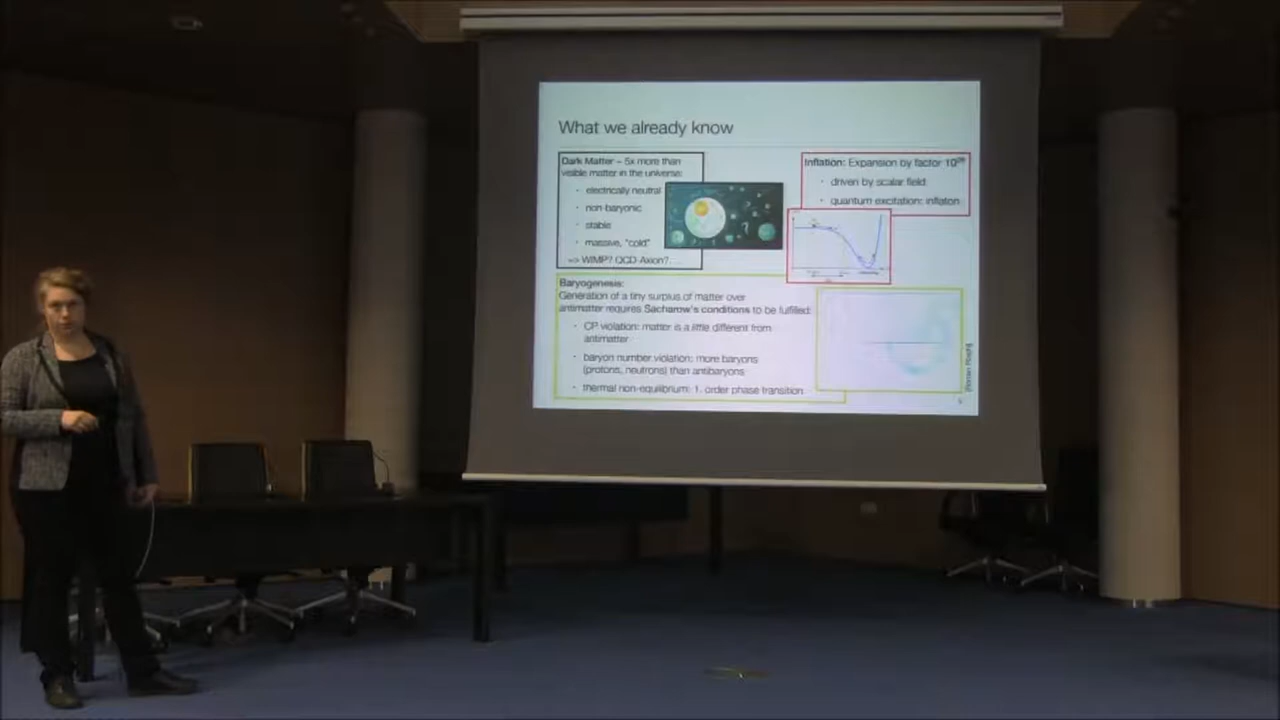 What we already know
Dark Matter – 5x more than
visible matter in the universe:
· electrically neutral
· non-baryonic
· stable
· massive, "cold"
=> WIMP? QCD-Axion?
Inflation: Expansion by factor 10
· driven by scalar field
· quantum excitation: inflaton
Baryogenesis:
Generation of a tiny surplus of matter over
antimatter requires Sacharow's conditions to be fulfilled:
· CP violation: matter is a little different from
antimatter
· baryon number violation: more baryons
(protons, neutrons) than antibaryons
· thermal non-equilibrium: 1. order phase transition